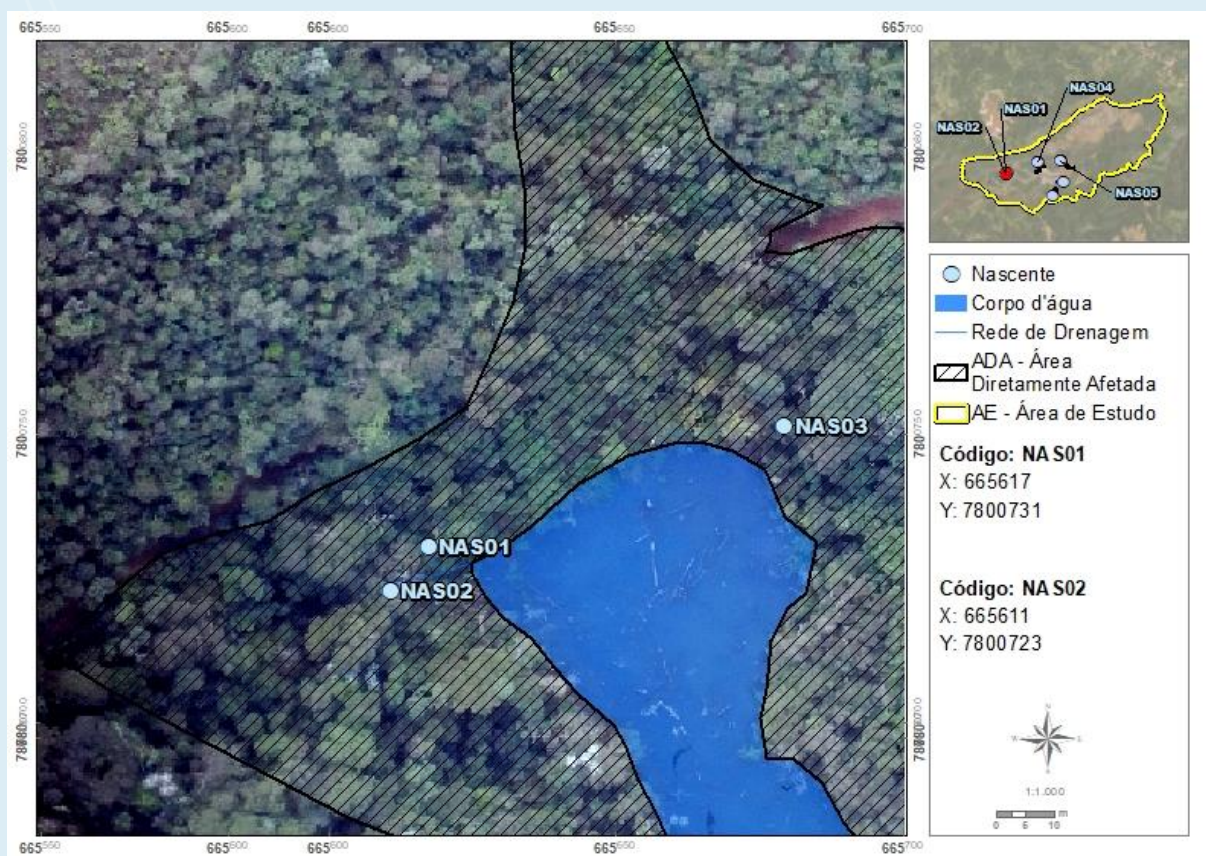 665550 665600 665600 665650 665700
7800800
7800750
665550 665600 665600 665650 665700
NAS03
NAS01
NAS02
NAS04
NAS01
NAS02
NAS05
Nascente
Corpo d'água
Rede de Drenagem
ADA - Área
Diretamente Afetada
AE - Área de Estudo
Código: NAS01
X: 665617
Y: 7800731
Código: NAS02
X: 665611
Y: 7800723
N
W E
S
1:1.000
0 5 10 m